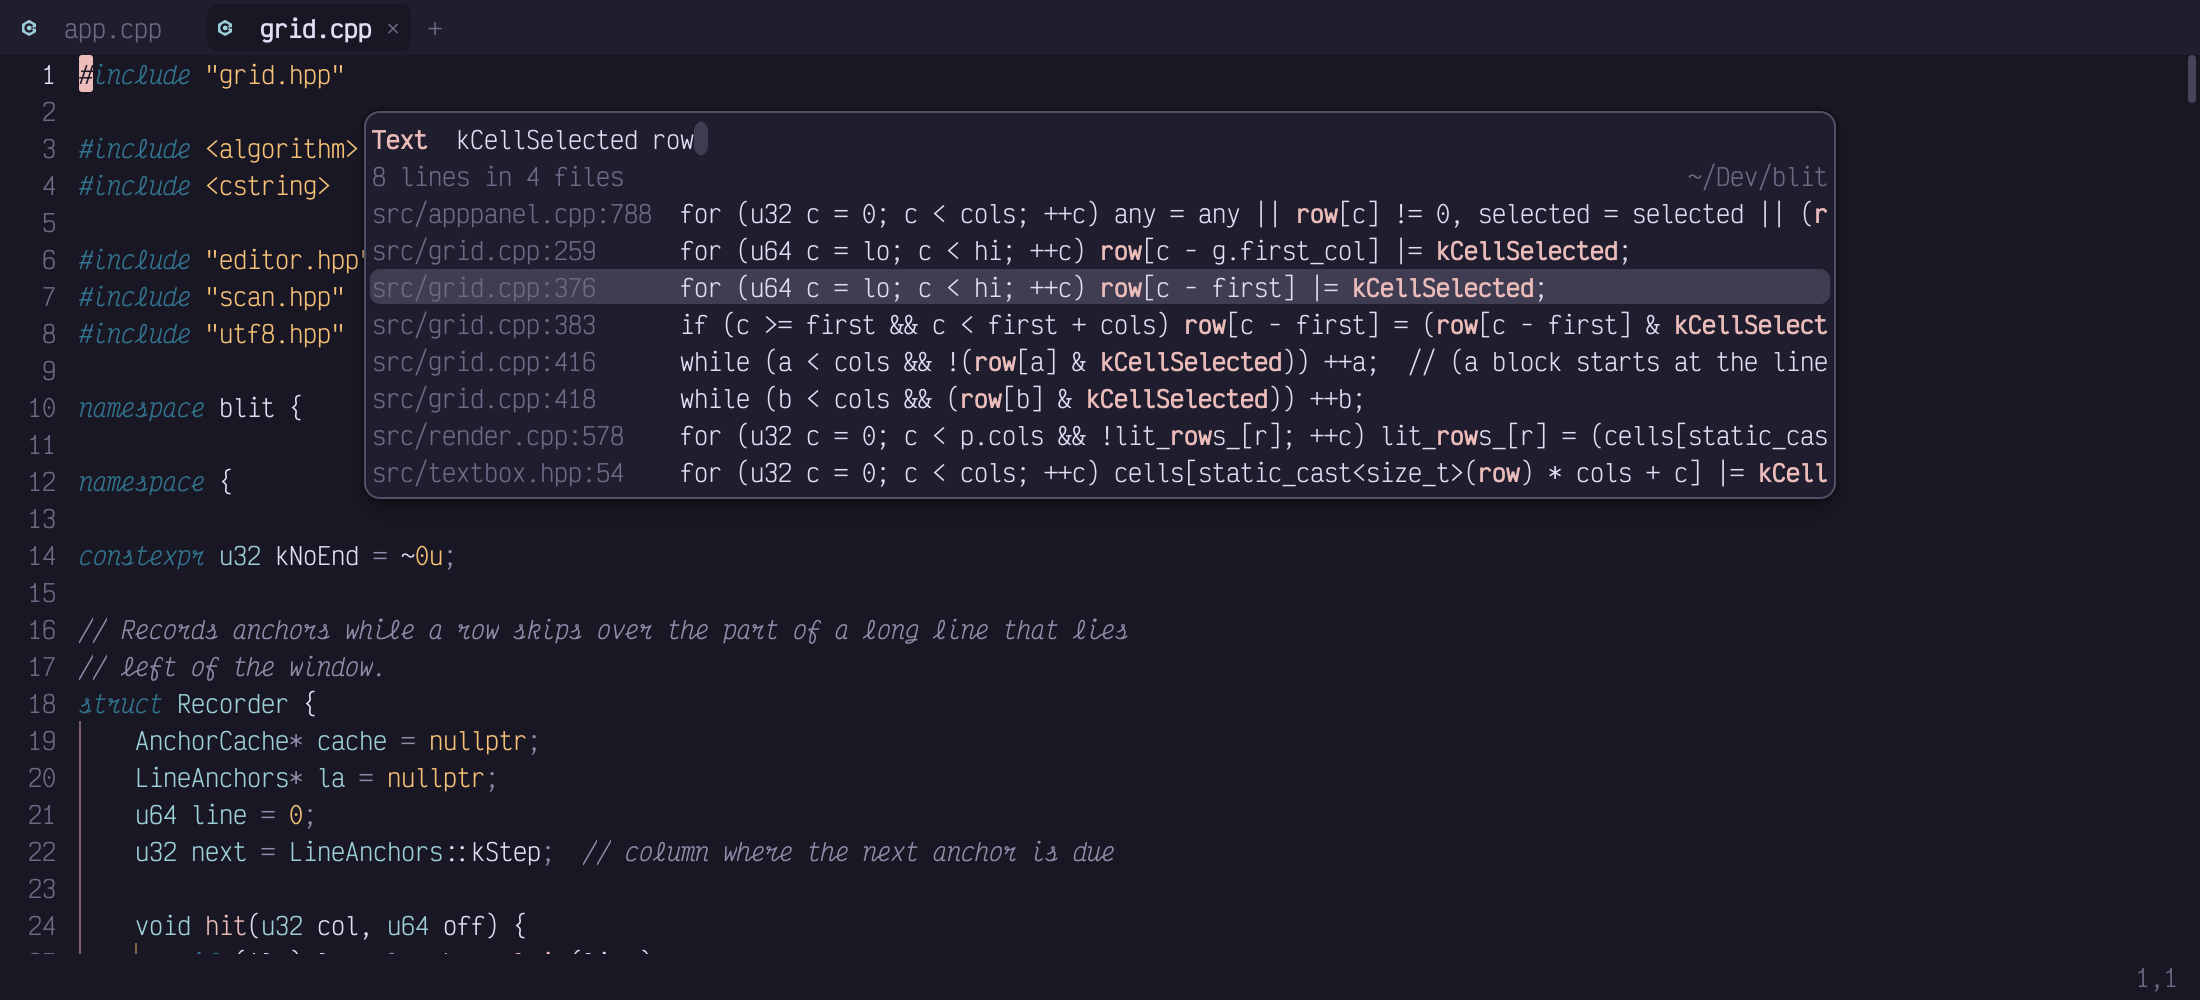 app.cpp
grid.cpp × +
1 #include "grid.hpp"
2
Text kCellSelected row
3 #include <algorithm>
8 lines in 4 files ~/Dev/blit
4 #include <cstring>
src/apppanel.cpp:788 for (u32 c = 0; c < cols; ++c) any = any || row[c] != 0, selected = selected || (r
5
src/grid.cpp:259 for (u64 c = lo; c < hi; ++c) row[c - g.first_col] |= kCellSelected;
6 #include "editor.hpp"
src/grid.cpp:376 for (u64 c = lo; c < hi; ++c) row[c - first] |= kCellSelected;
7 #include "scan.hpp"
src/grid.cpp:383 if (c >= first && c < first + cols) row[c - first] = (row[c - first] & kCellSelect
8 #include "utf8.hpp"
src/grid.cpp:416 while (a < cols && !(row[a] & kCellSelected)) ++a; // (a block starts at the line
9
src/grid.cpp:418 while (b < cols && (row[b] & kCellSelected)) ++b;
10 namespace blit {
src/render.cpp:578 for (u32 c = 0; c < p.cols && !lit_rows_[r]; ++c) lit_rows_[r] = (cells[static_cas
11
src/textbox.hpp:54 for (u32 c = 0; c < cols; ++c) cells[static_cast<size_t>(row) * cols + c] |= kCell
12 namespace {
13
14 constexpr u32 kNoEnd = ~0u;
15
16 // Records anchors while a row skips over the part of a long line that lies
17 // left of the window.
18 struct Recorder {
19 AnchorCache* cache = nullptr;
20 LineAnchors* la = nullptr;
21 u64 line = 0;
22 u32 next = LineAnchors::kStep; // column where the next anchor is due
23
24 void hit(u32 col, u64 off) {
1,1